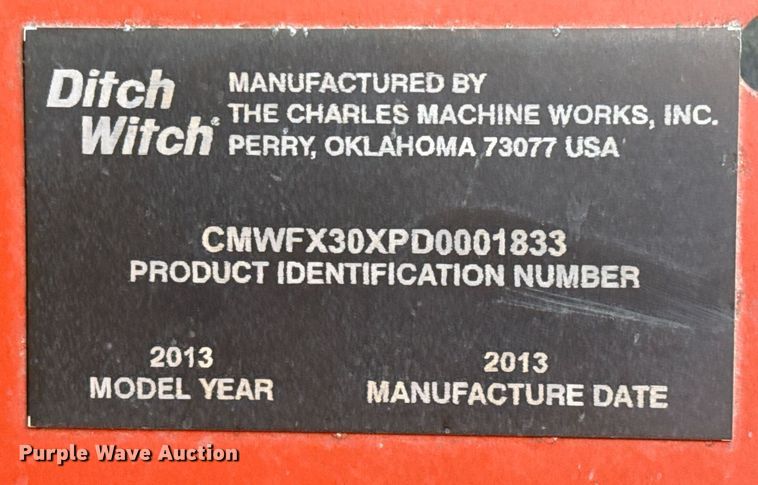 Ditch Witch®
MANUFACTURED BY
THE CHARLES MACHINE WORKS, INC.
PERRY, OKLAHOMA 73077 USA
CMWFX30XPD0001833
PRODUCT IDENTIFICATION NUMBER
2013
MODEL YEAR
2013
MANUFACTURE DATE
Purple Wave Auction